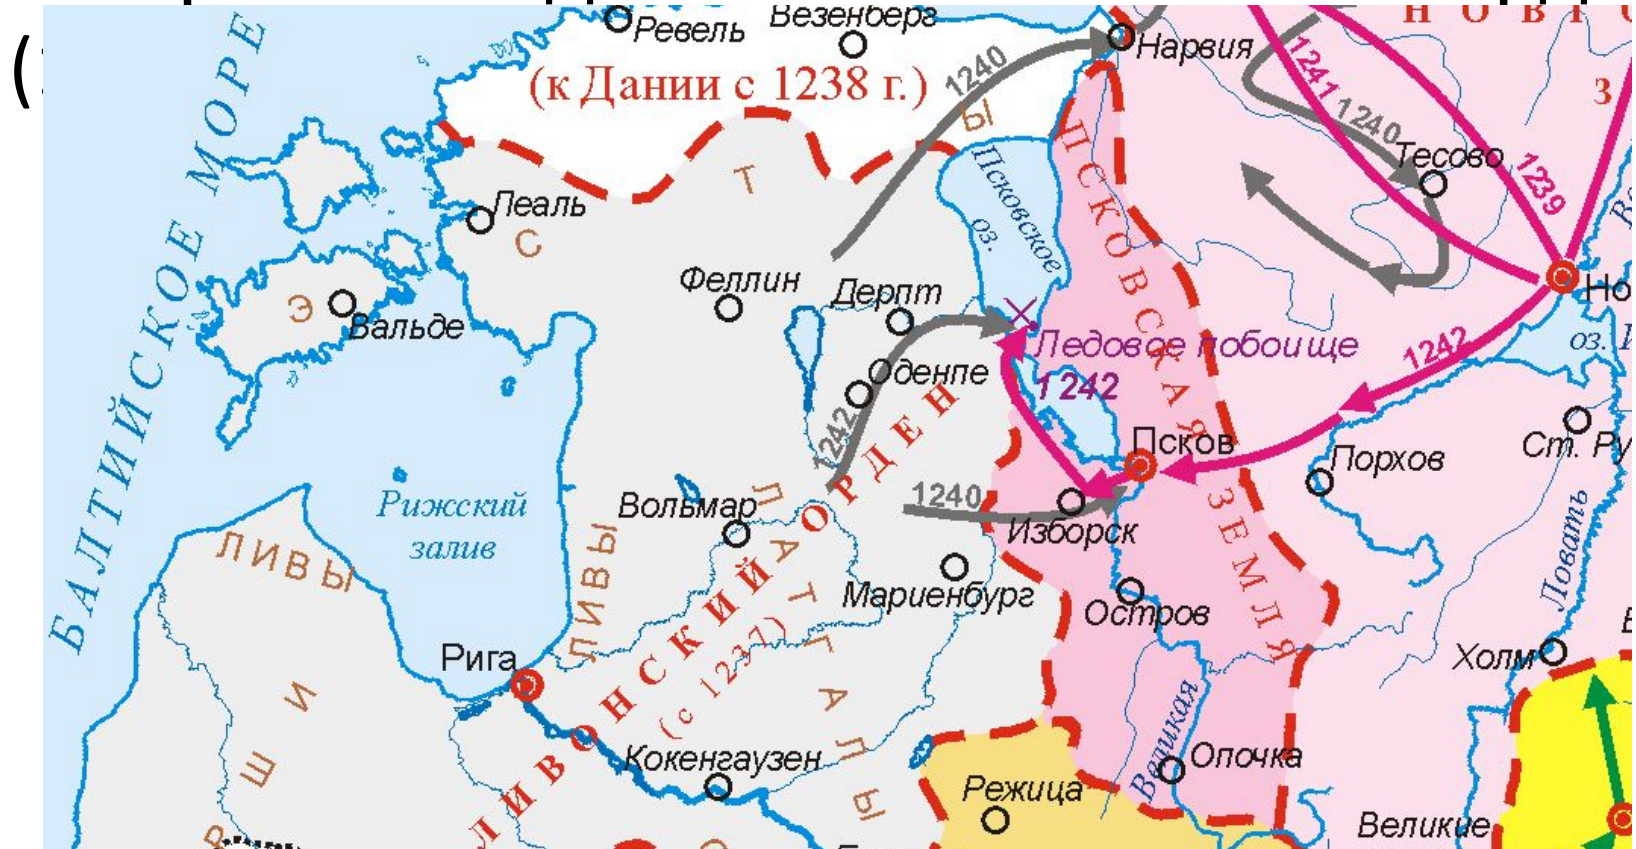 Ревель
Везенберг
(к Дании с 1238 г.)
1240
Нарвия
1241
1240
Тесово
1239
З
БАЛТИЙСКОЕ МОРЕ
Леаль
ЭСТЫ
Псковское
оз.
ПСКОВСКАЯ ЗЕМЛЯ
Вальде
Феллин
Дерпт
Ледовое побоище
1242
1242
оз.
Оденпе
1242
Псков
Порхов
Рижский
залив
Вольмар
1240
Изборск
ЛИВЫ
ЛИВЫ
ЛАТГАЛЫ
ЛИВОНСКИЙ ОРДЕН
(с 1237)
Мариенбург
Остров
Ловать
Холм
Рига
Кокенгаузен
Великая
Опочка
Режица
Великие